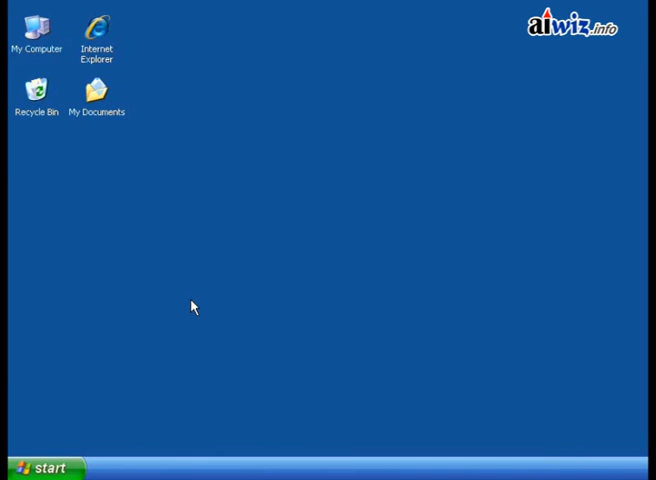 My Computer
Internet
Explorer
aiwiz.info
Recycle Bin
My Documents
start